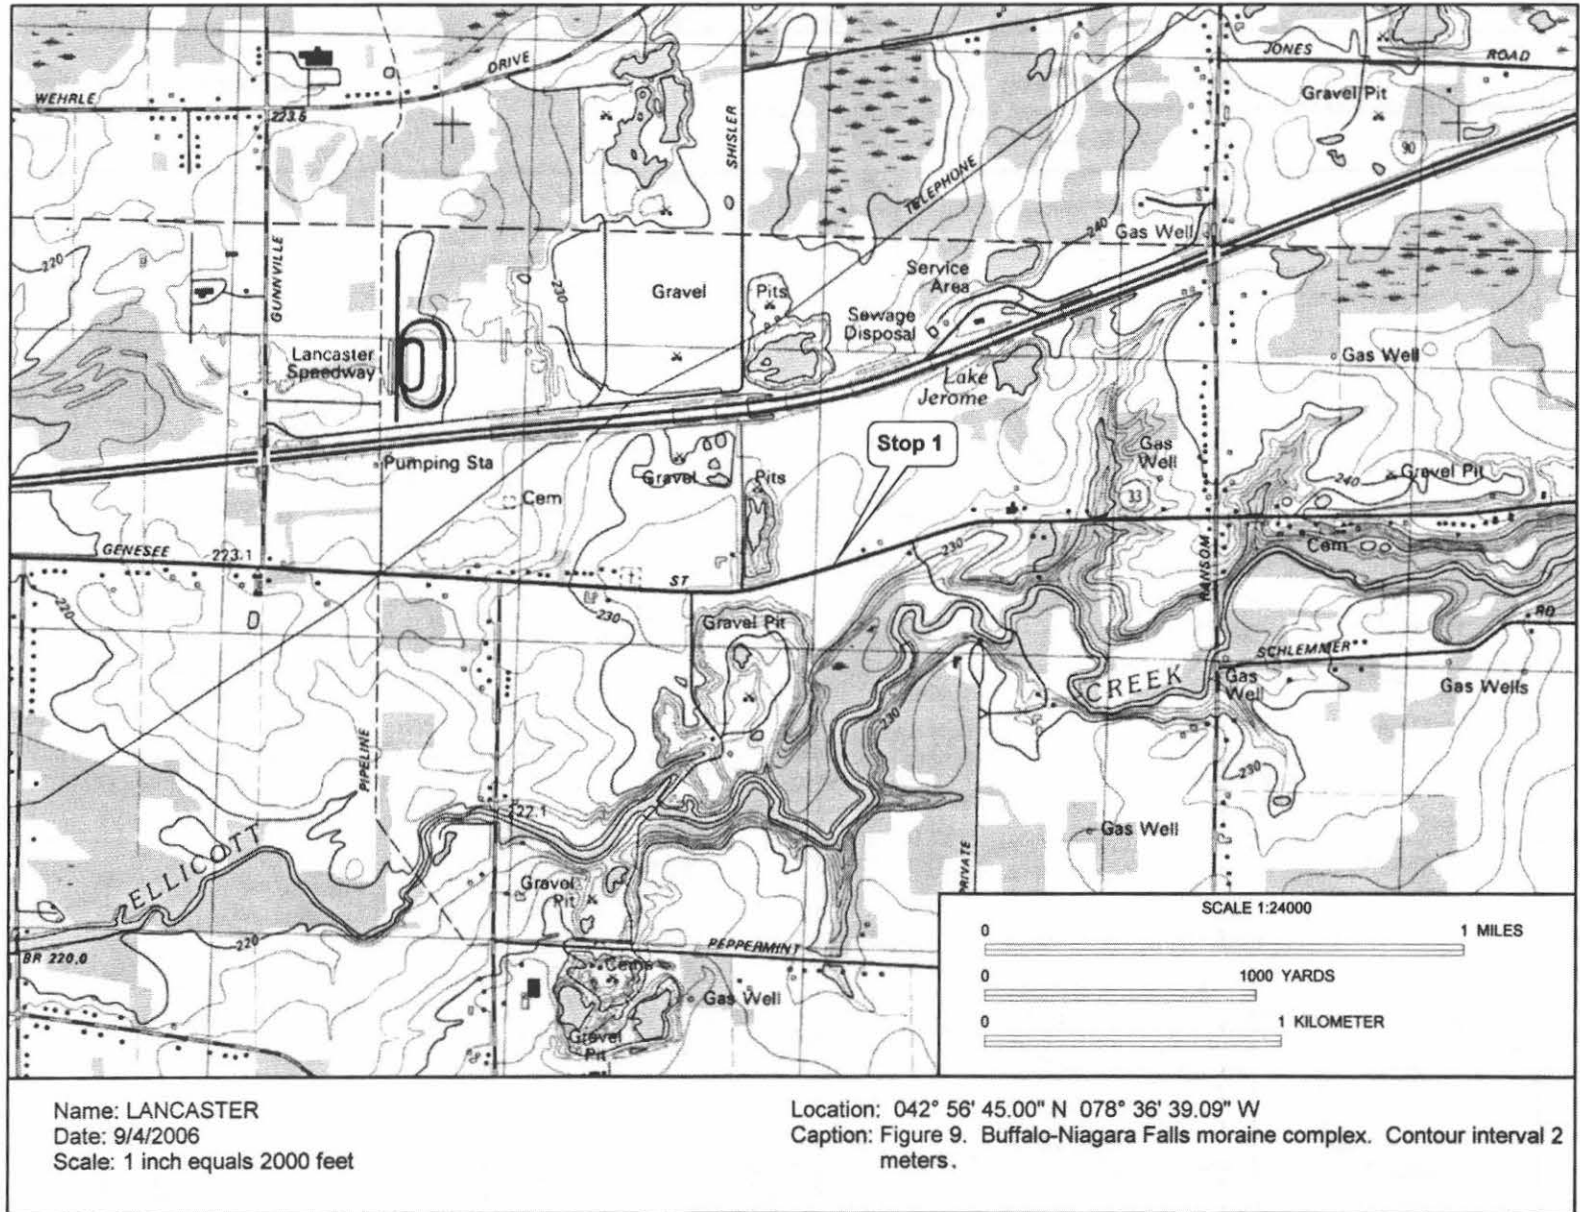 JONES
ROAD
DRIVE
WEHRLE
Gravel Pit
223.5
90
SHISLER
TELEPHONE
240
Gas Well
220
GUNNVILLE
Service
Area
230
Gravel
Pits
Sewage
Disposal
Lancaster
Speedway
Gas Well
Lake
Jerome
Stop 1
Gas
Well
Pumping Sta
Gravel
Pits
Gravel Pit
240
Cem
33
GENESEE
223.1
230
Cem
RANSOM
ST
220
230
RD
Gravel Pit
SCHLEMMER
CREEK
Gas
Well
Gas Wells
230
PIPELINE
230
222.1
Gas Well
ELLICOTT
PRIVATE
Gravel
Pit
SCALE 1:24000
0 1 MILES
220
PEPPERMINT
BR 220.0
0 1000 YARDS
Gas Well
0 1 KILOMETER
Gravel
Pit
Name: LANCASTER
Date: 9/4/2006
Scale: 1 inch equals 2000 feet
Location: 042° 56' 45.00" N 078° 36' 39.09" W
Caption: Figure 9. Buffalo-Niagara Falls moraine complex. Contour interval 2
meters.